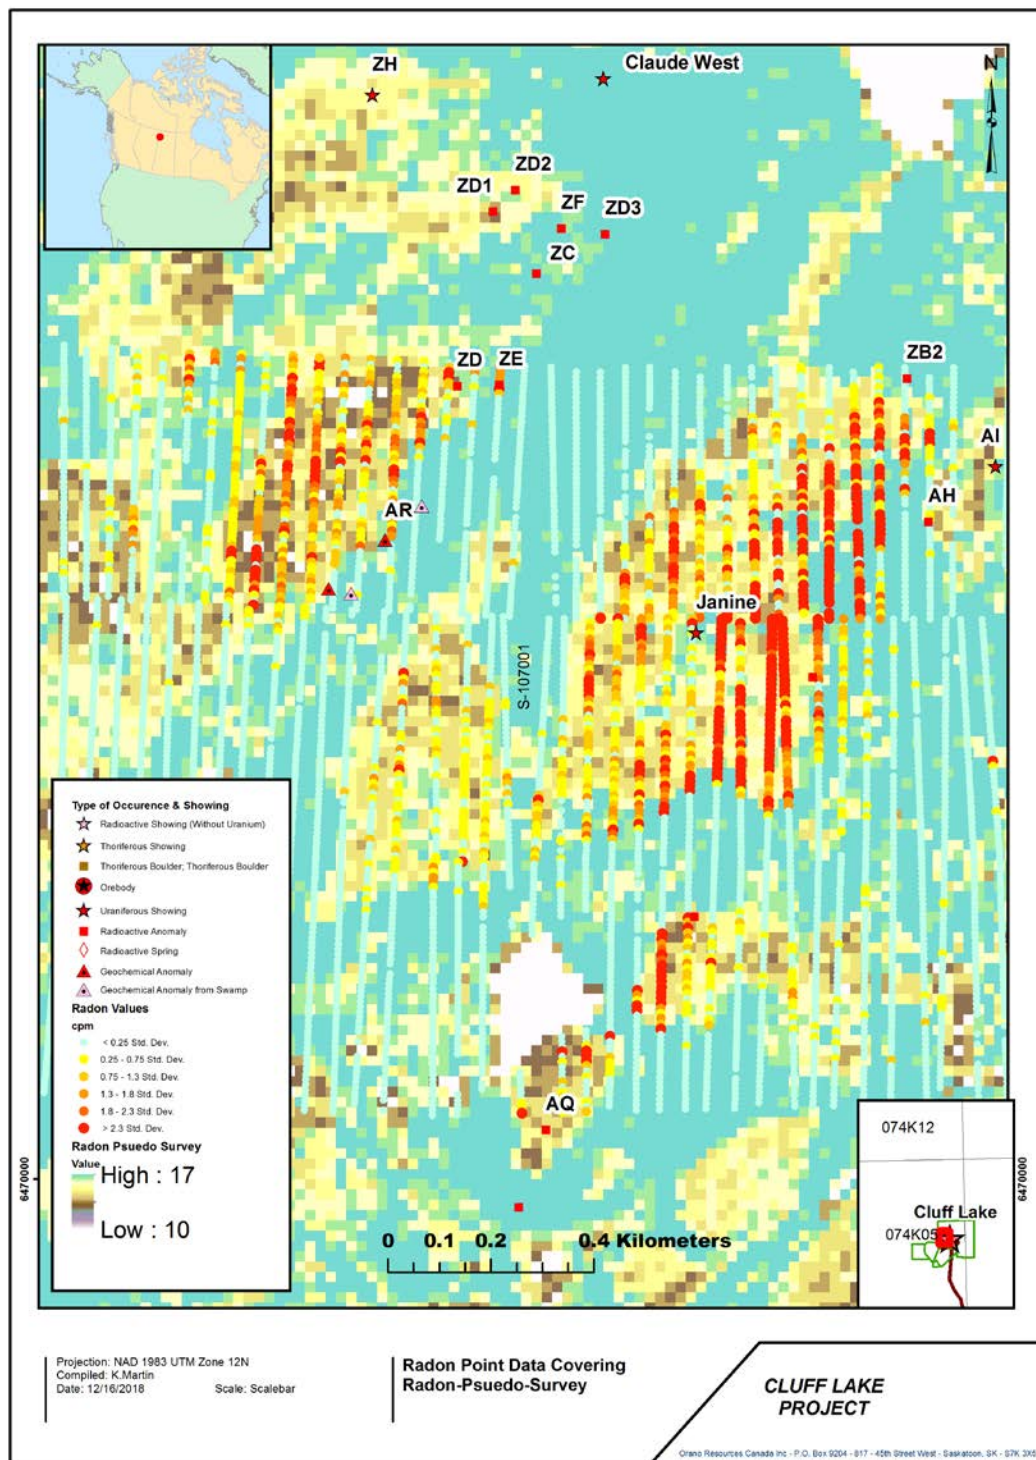 ZH
Claude West
N
ZD2
ZD1
ZF
ZD3
ZC
ZD
ZE
ZB2
AI
AH
AR
Janine
S-107001
Type of Occurence & Showing
Radioactive Showing (Without Uranium)
Thoriferous Showing
Thoriferous Boulder; Thoriferous Boulder
Orebody
Uraniferous Showing
Radioactive Anomaly
Radioactive Spring
Geochemical Anomaly
Geochemical Anomaly from Swamp
Radon Values
cpm
< 0.25 Std. Dev.
0.25 - 0.75 Std. Dev.
0.75 - 1.3 Std. Dev.
1.3 - 1.8 Std. Dev.
1.8 - 2.3 Std. Dev.
> 2.3 Std. Dev.
Radon Psuedo Survey
Value
High : 17
Low : 10
AQ
6470000
6470000
0 0.1 0.2 0.4 Kilometers
074K12
Cluff Lake
074K05
Projection: NAD 1983 UTM Zone 12N
Compiled: K.Martin
Date: 12/16/2018 Scale: Scalebar
Radon Point Data Covering
Radon-Psuedo-Survey
CLUFF LAKE
PROJECT
Orano Resources Canada Inc - P.O. Box 9204 - 817 - 45th Street West - Saskatoon, SK - S7K 3X5